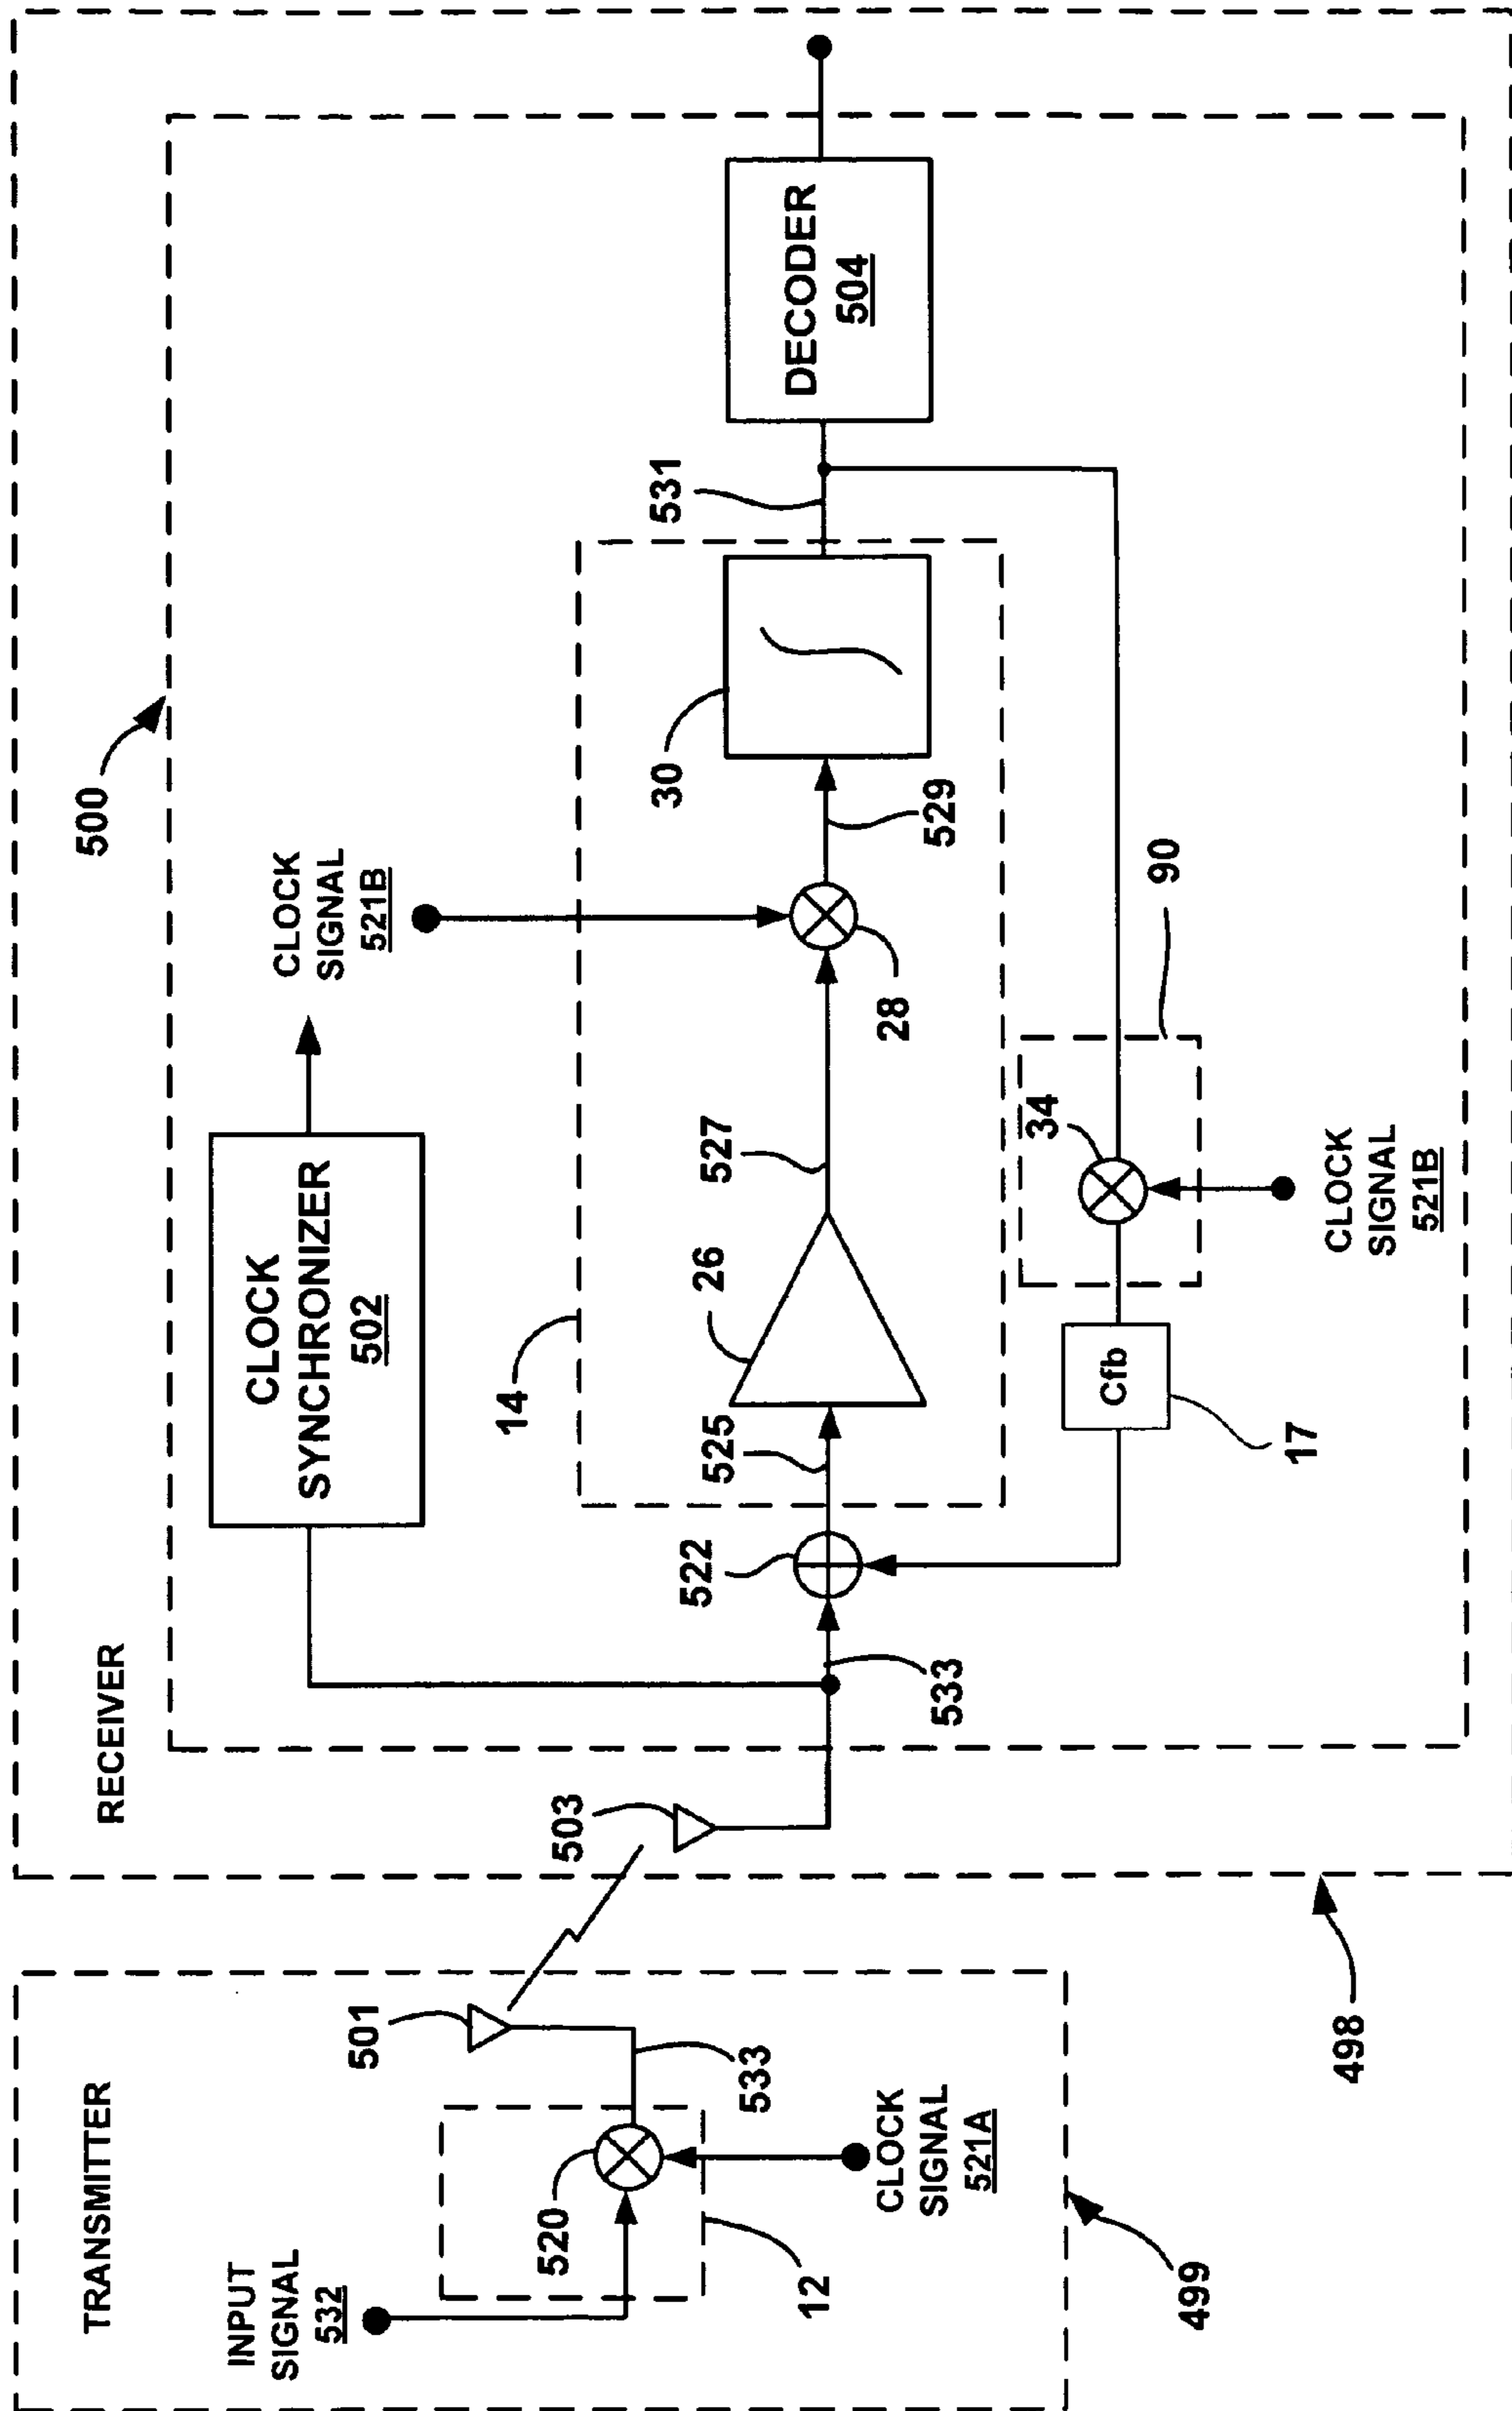 TRANSMITTER
INPUT
SIGNAL
532
520
12
CLOCK
SIGNAL
521A
501
533
499
RECEIVER
498
500
503
533
CLOCK
SYNCHRONIZER
502
CLOCK
SIGNAL
521B
522
525
14
26
527
28
529
30
531
DECODER
504
Cfb
17
34
90
CLOCK
SIGNAL
521B